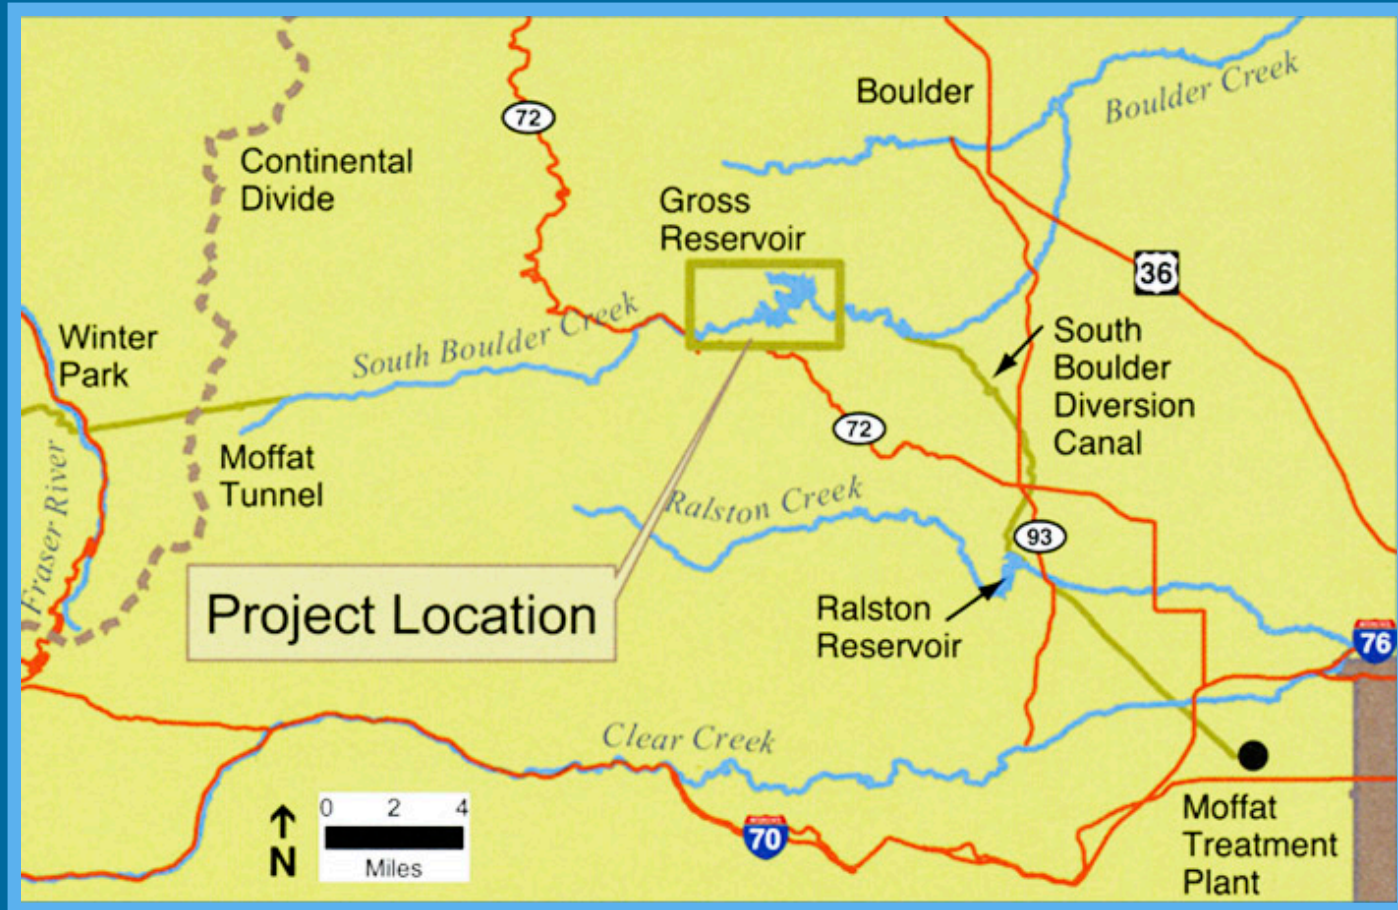 Boulder
Boulder Creek
72
Continental
Divide
Gross
Reservoir
36
Winter
Park
South Boulder Creek
South
Boulder
Diversion
Canal
72
Moffat
Tunnel
Fraser River
Ralston Creek
93
Project Location
Ralston
Reservoir
76
Clear Creek
0 2 4
Miles
N
70
Moffat
Treatment
Plant